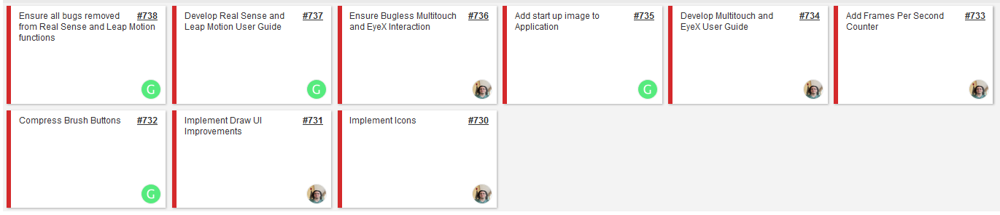 Ensure all bugs removed #738
from Real Sense and Leap Motion
functions
G
Develop Real Sense and #737
Leap Motion User Guide
G
Ensure Bugless Multitouch #736
and EyeX Interaction
Add start up image to #735
Application
G
Develop Multitouch and #734
EyeX User Guide
Add Frames Per Second #733
Counter
Compress Brush Buttons #732
G
Implement Draw UI #731
Improvements
Implement Icons #730